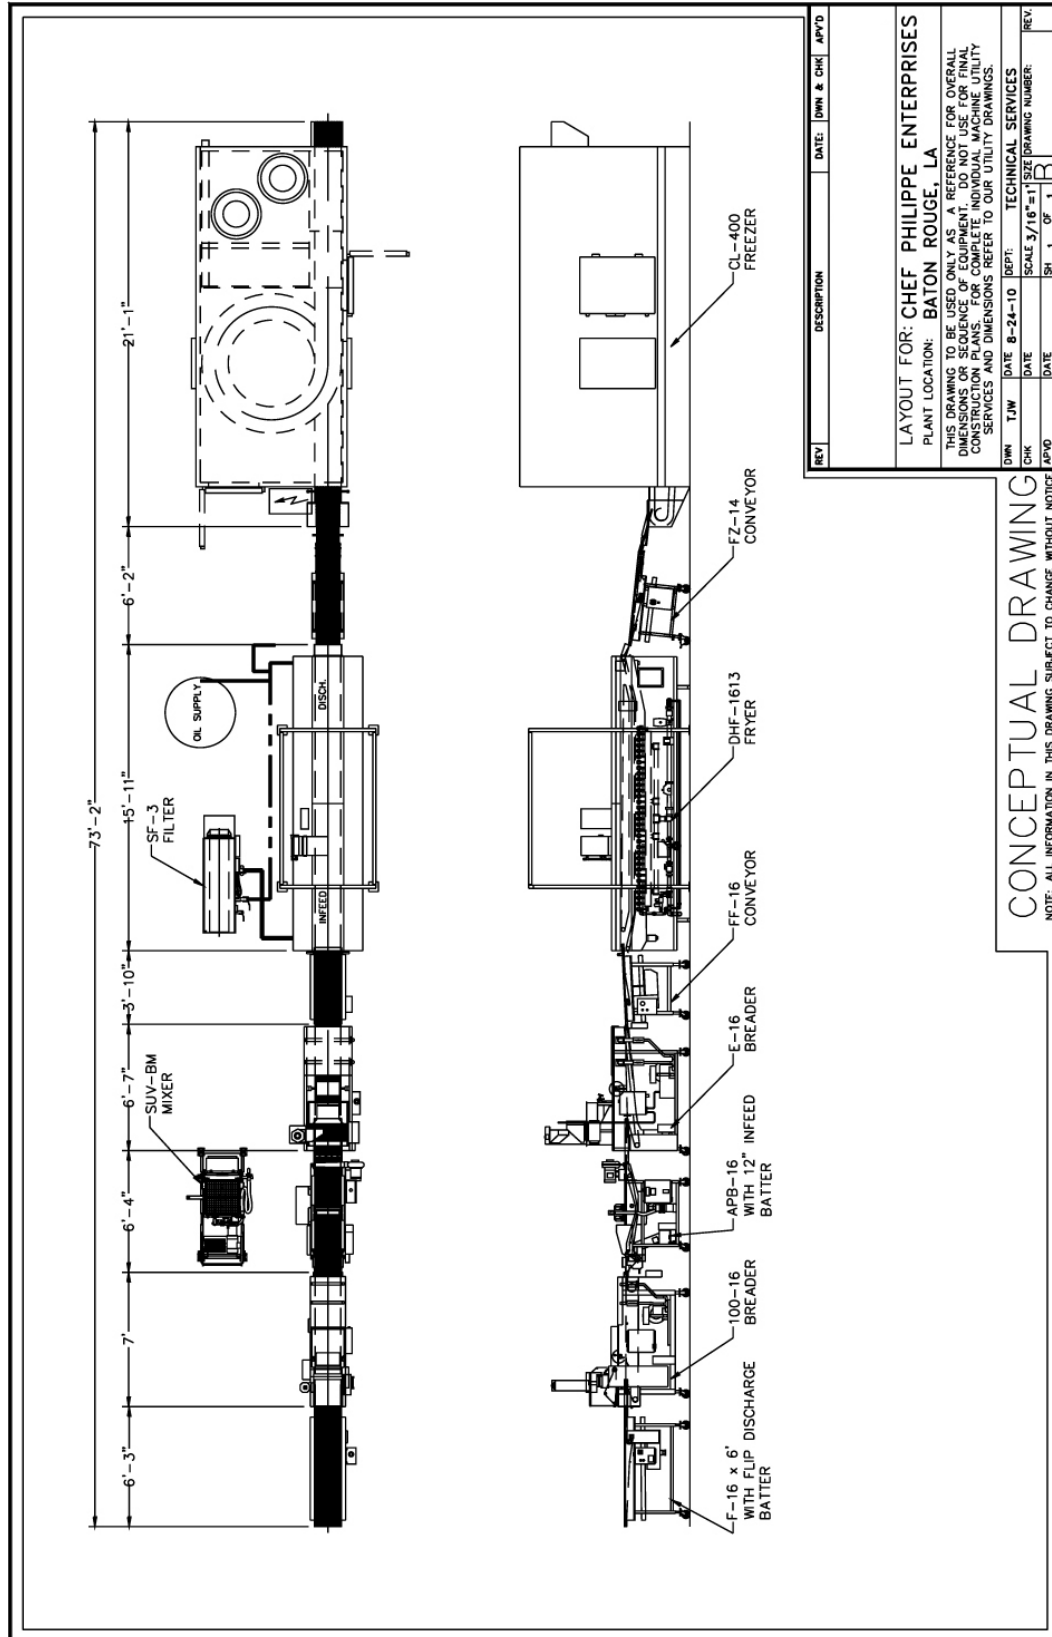 73'-2"
6'-3"
7'
6'-4"
6'-7"
3'-10"
15'-11"
6'-2"
21'-1"
SUV-BM
MIXER
SF-3
FILTER
OIL SUPPLY
INFEED
DISCH.
F-16 x 6'
WITH FLIP DISCHARGE
BATTER
100-16
BREADER
APB-16
WITH 12" INFEED
BATTER
E-16
BREADER
FF-16
CONVEYOR
DHF-1613
FRYER
FZ-14
CONVEYOR
CL-400
FREEZER
REV DESCRIPTION DATE: DWN & CHK APV'D
LAYOUT FOR: CHEF PHILIPPE ENTERPRISES
PLANT LOCATION: BATON ROUGE, LA
THIS DRAWING TO BE USED ONLY AS A REFERENCE FOR OVERALL
DIMENSIONS OR SEQUENCE OF EQUIPMENT. DO NOT USE FOR FINAL
CONSTRUCTION PLANS. FOR COMPLETE INDIVIDUAL MACHINE UTILITY
SERVICES AND DIMENSIONS REFER TO OUR UTILITY DRAWINGS.
DWN TJW DATE 8-24-10 DEPT: TECHNICAL SERVICES
CHK DATE SCALE 3/16"=1' SIZE DRAWING NUMBER: REV.
APVD DATE SH 1 OF 1 B
CONCEPTUAL DRAWING
NOTE: ALL INFORMATION IN THIS DRAWING SUBJECT TO CHANGE WITHOUT NOTICE